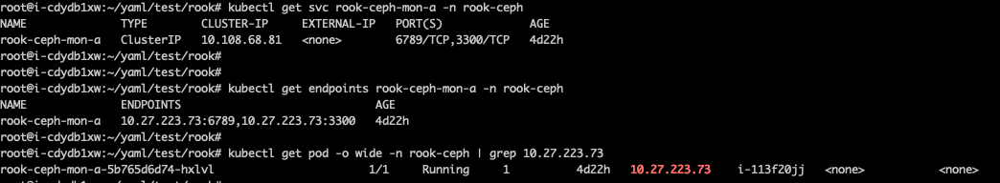 root@i-cdydb1xw:~/yaml/test/rook# kubectl get svc rook-ceph-mon-a -n rook-ceph
NAME TYPE CLUSTER-IP EXTERNAL-IP PORT(S) AGE
rook-ceph-mon-a ClusterIP 10.108.68.81 <none> 6789/TCP,3300/TCP 4d22h
root@i-cdydb1xw:~/yaml/test/rook#
root@i-cdydb1xw:~/yaml/test/rook#
root@i-cdydb1xw:~/yaml/test/rook# kubectl get endpoints rook-ceph-mon-a -n rook-ceph
NAME ENDPOINTS AGE
rook-ceph-mon-a 10.27.223.73:6789,10.27.223.73:3300 4d22h
root@i-cdydb1xw:~/yaml/test/rook#
root@i-cdydb1xw:~/yaml/test/rook# kubectl get pod -o wide -n rook-ceph | grep 10.27.223.73
rook-ceph-mon-a-5b765d6d74-hxlvl 1/1 Running 1 4d22h 10.27.223.73 i-113f20jj <none> <none>